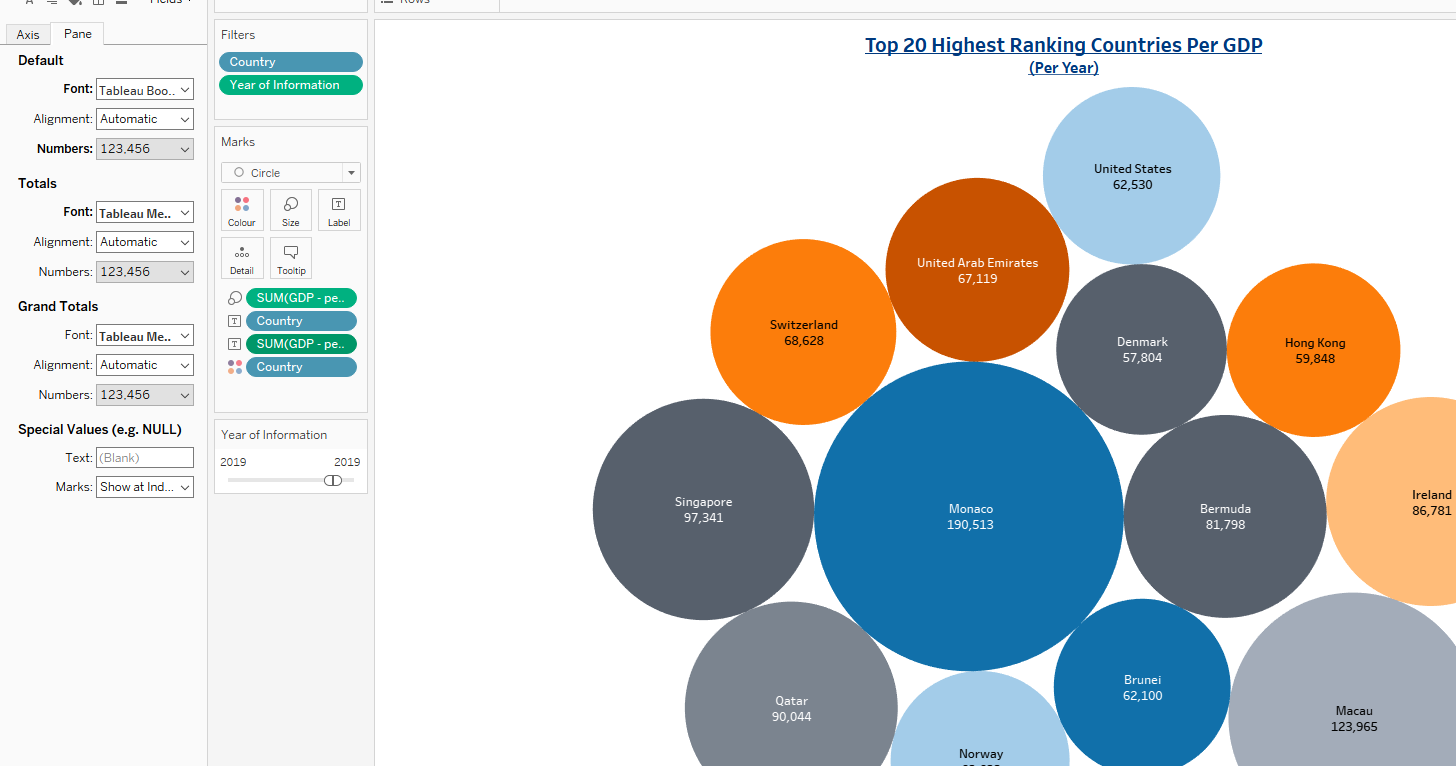 Fields
Rows
Axis
Pane
Default
Font:
Tableau Boo..
Alignment:
Automatic
Numbers:
123,456
Totals
Font:
Tableau Me..
Alignment:
Automatic
Numbers:
123,456
Grand Totals
Font:
Tableau Me..
Alignment:
Automatic
Numbers:
123,456
Special Values (e.g. NULL)
Text:
(Blank)
Marks:
Show at Ind...
Filters
Country
Year of Information
Marks
Circle
Colour
Size
T
Label
Detail
Tooltip
SUM(GDP - pe..
T
Country
T
SUM(GDP - pe..
Country
Year of Information
2019
2019
Top 20 Highest Ranking Countries Per GDP
(Per Year)
United States
62,530
United Arab Emirates
67,119
Switzerland
68,628
Denmark
57,804
Hong Kong
59,848
Singapore
97,341
Monaco
190,513
Bermuda
81,798
Ireland
86,781
Qatar
90,044
Brunei
62,100
Macau
123,965
Norway